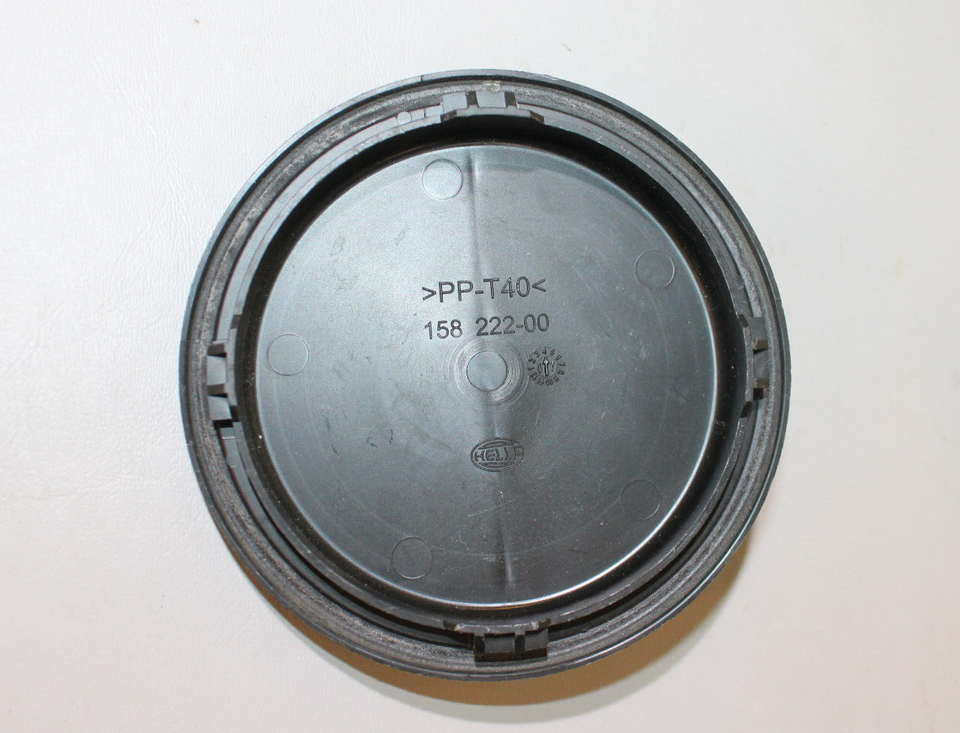 >PP-T40<
158 222-00
HELLA